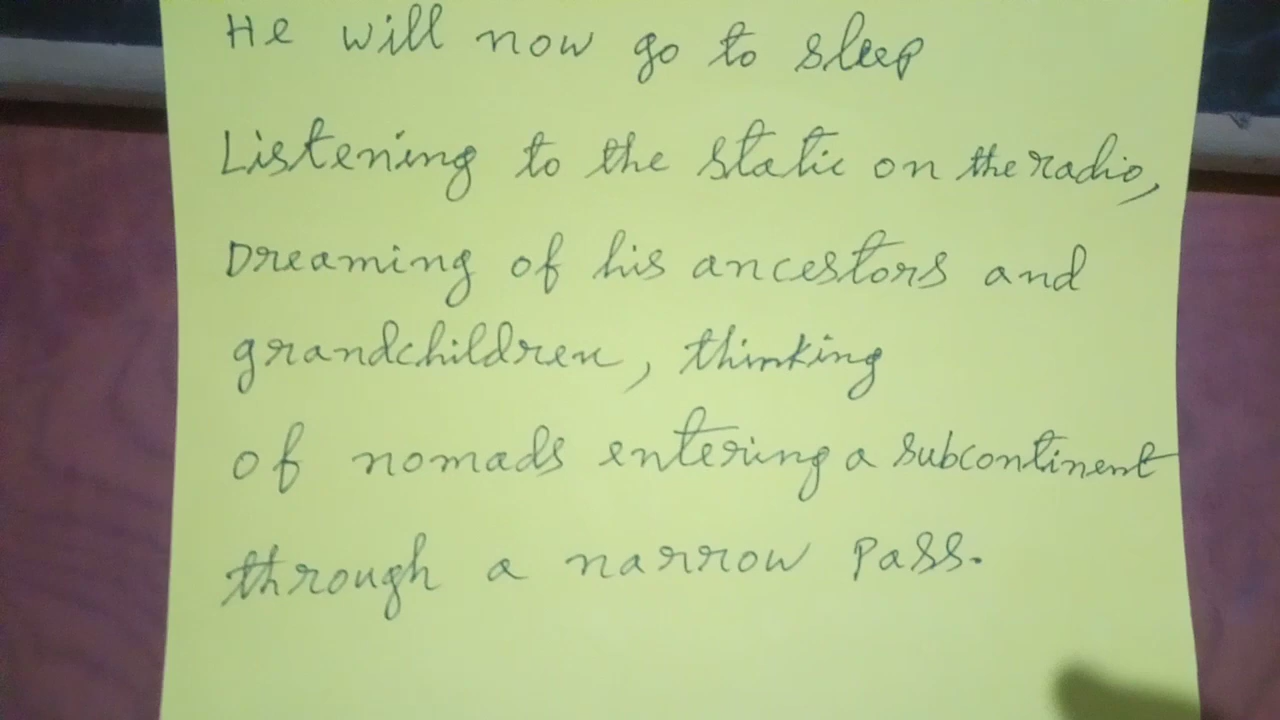 He will now go to sleep
Listening to the static on the radio,
Dreaming of his ancestors and
grandchildren, thinking
of nomads entering a subcontinent
through a narrow pass.